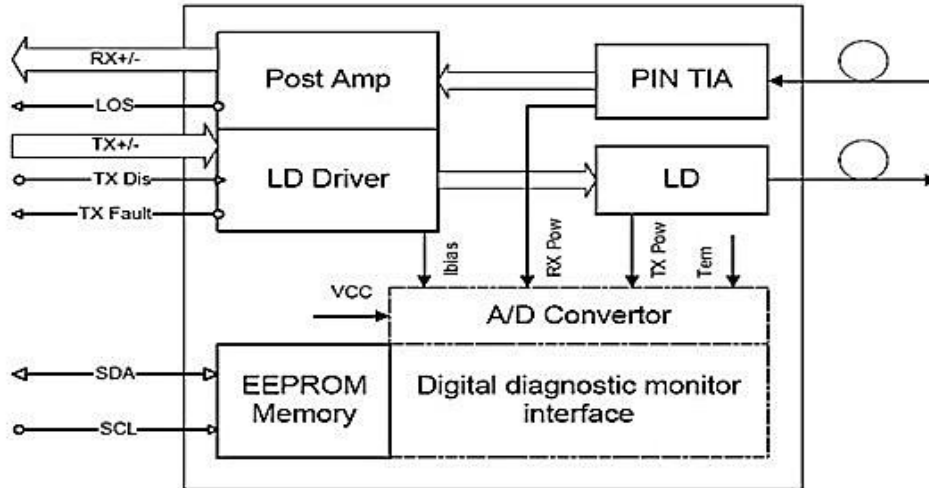 RX+/-
LOS
TX+/-
TX Dis
TX Fault
Post Amp
LD Driver
PIN TIA
LD
Ibias
RX Pow
TX Pow
Tem
VCC
A/D Convertor
SDA
SCL
EEPROM
Memory
Digital diagnostic monitor
interface